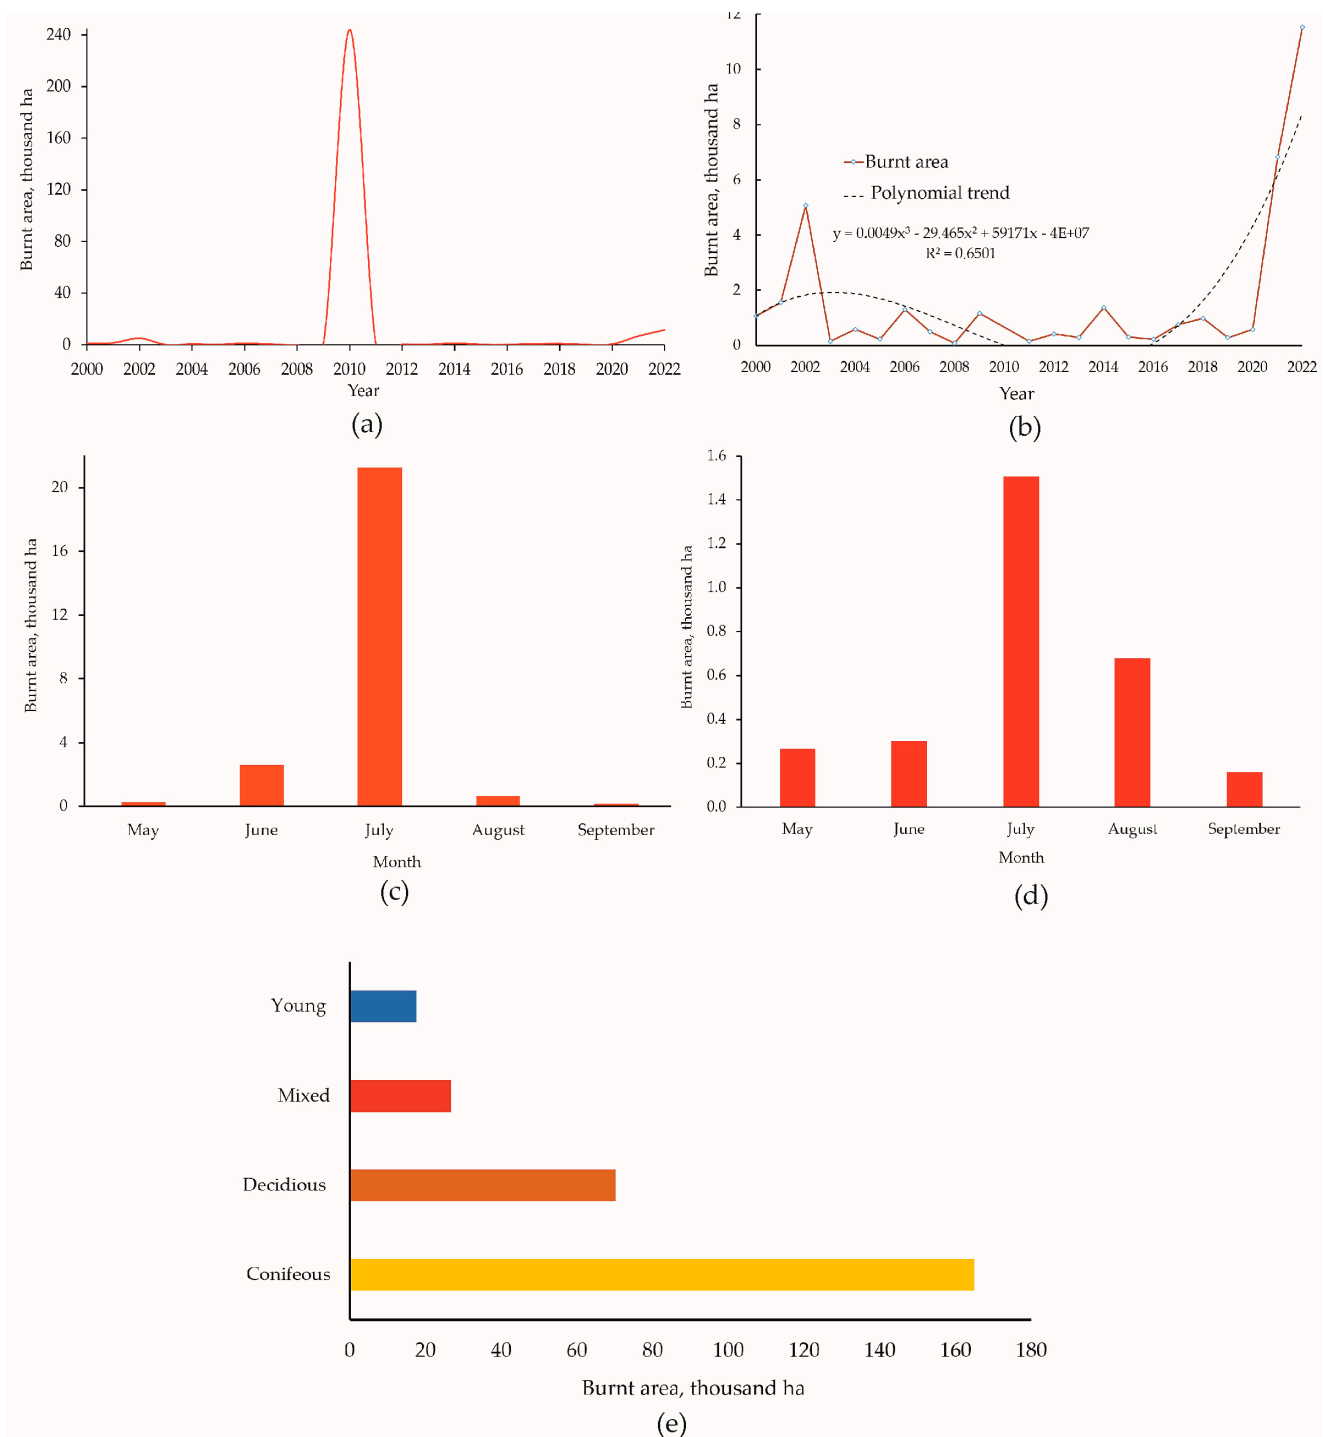 Burnt area, thousand ha
240
200
160
120
80
40
0
2000 2002 2004 2006 2008 2010 2012 2014 2016 2018 2020 2022
Year
(a)
Burnt area, thousand ha
12
10
8
6
4
2
0
Burnt area
Polynomial trend
y = 0.0049x³ - 29.465x² + 59171x - 4E+07
R² = 0.6501
2000 2002 2004 2006 2008 2010 2012 2014 2016 2018 2020 2022
Year
(b)
Burnt area, thousand ha
20
16
12
8
4
0
May June July August September
Month
(c)
Burnt area, thousand ha
1.6
1.4
1.2
1.0
0.8
0.6
0.4
0.2
0.0
May June July August September
Month
(d)
Young
Mixed
Decidious
Conifeous
0 20 40 60 80 100 120 140 160 180
Burnt area, thousand ha
(e)